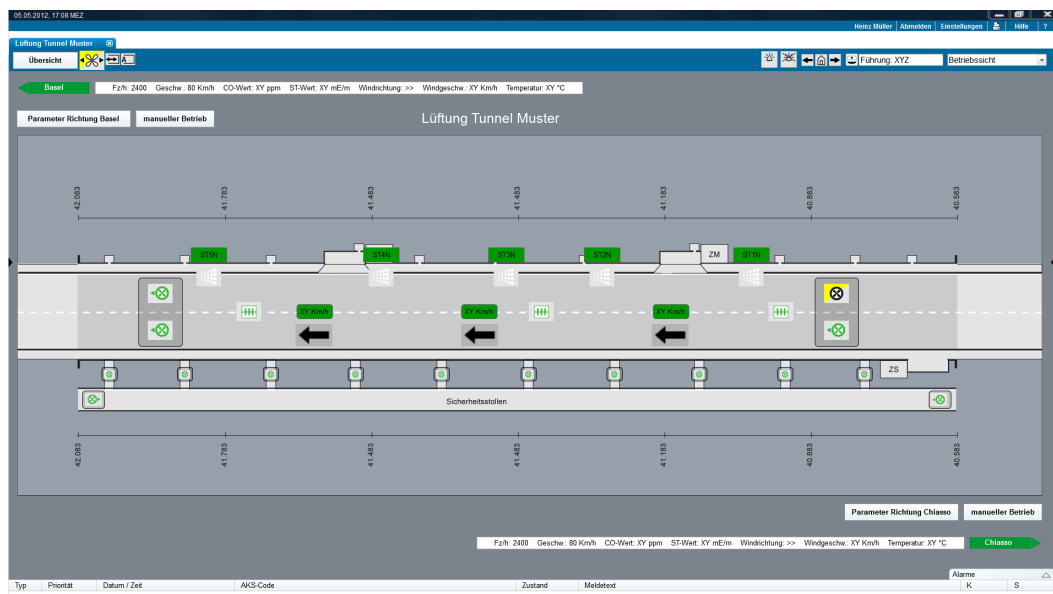 05.05.2012, 17:08 MEZ
Heinz Müller Abmelden Einstellungen Hilfe ?
Lüftung Tunnel Muster
Übersicht A Führung: XYZ Betriebssicht
Basel Fz/h: 2400 Geschw.: 80 Km/h CO-Wert: XY ppm ST-Wert: XY mE/m Windrichtung: >> Windgeschw.: XY Km/h Temperatur: XY °C
Parameter Richtung Basel manueller Betrieb Lüftung Tunnel Muster
42.083 41.783 41.483 41.483 41.183 40.883 40.583
ST5N ST4N ST3N ST2N ZM ST1N
XY Km/h XY Km/h XY Km/h
ZS
Sicherheitsstollen
42.083 41.783 41.483 41.483 41.183 40.883 40.583
Parameter Richtung Chiasso manueller Betrieb
Fz/h: 2400 Geschw.: 80 Km/h CO-Wert: XY ppm ST-Wert: XY mE/m Windrichtung: >> Windgeschw.: XY Km/h Temperatur: XY °C Chiasso
Alarme
Typ Priorität Datum / Zeit AKS-Code Zustand Meldetext K S